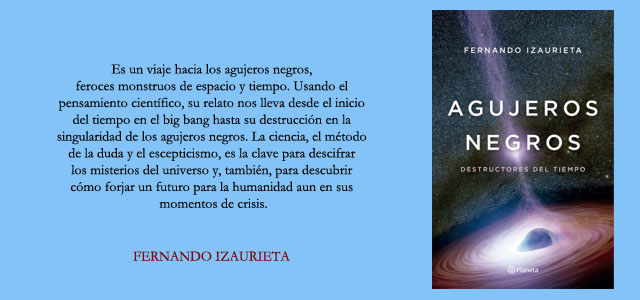 Es un viaje hacia los agujeros negros,
feroces monstruos de espacio y tiempo. Usando el
pensamiento científico, su relato nos lleva desde el inicio
del tiempo en el big bang hasta su destrucción en la
singularidad de los agujeros negros. La ciencia, el método
de la duda y el escepticismo, es la clave para descifrar
los misterios del universo y, también, para descubrir
cómo forjar un futuro para la humanidad aun en sus
momentos de crisis.
FERNANDO IZAURIETA
FERNANDO IZAURIETA
AGUJEROS
NEGROS
DESTRUCTORES DEL TIEMPO
Planeta